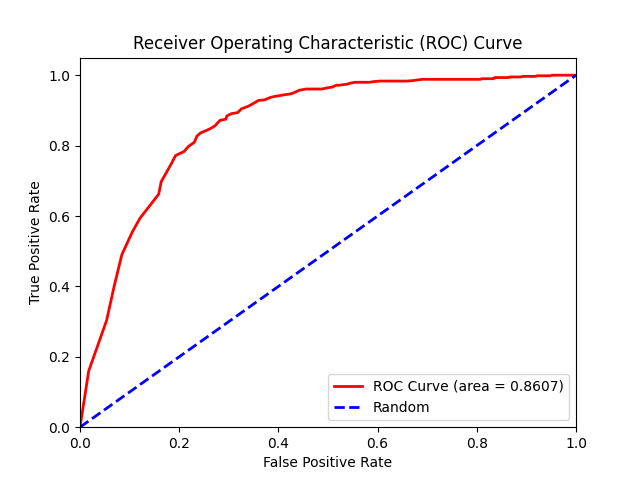 Receiver Operating Characteristic (ROC) Curve
True Positive Rate
1.0
0.8
0.6
0.4
0.2
0.0
ROC Curve (area = 0.8607)
Random
0.0 0.2 0.4 0.6 0.8 1.0
False Positive Rate